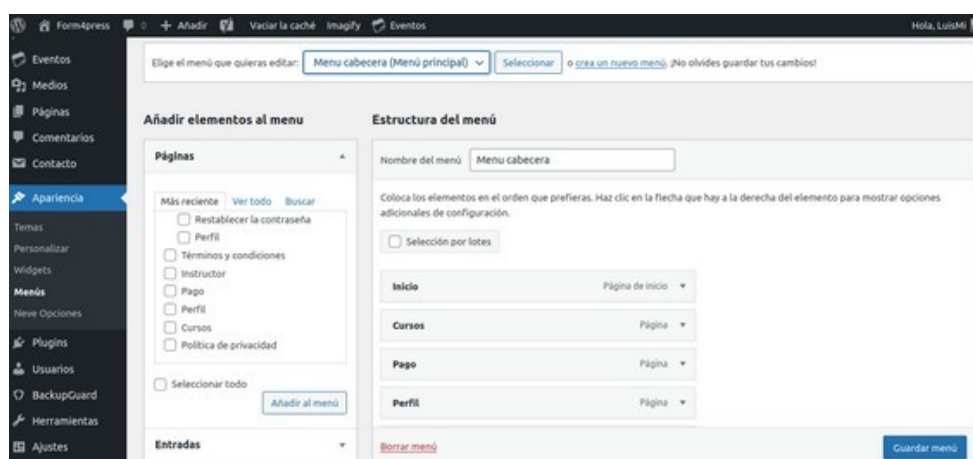 Form4press 0 + Añadir Vaciar la caché Imagify Eventos Hola, LuisMi
Eventos
Medios
Páginas
Comentarios
Contacto
Apariencia
Temas
Personalizar
Widgets
Menús
Neve Opciones
Plugins
Usuarios
BackupGuard
Herramientas
Ajustes
Elige el menú que quieras editar: Menu cabecera (Menú principal) Seleccionar o crea un nuevo menú. ¡No olvides guardar tus cambios!
Añadir elementos al menu
Páginas
Más reciente Ver todo Buscar
Restablecer la contraseña
Perfil
Términos y condiciones
Instructor
Pago
Perfil
Cursos
Política de privacidad
Seleccionar todo
Añadir al menú
Entradas
Estructura del menú
Nombre del menú Menu cabecera
Coloca los elementos en el orden que prefieras. Haz clic en la flecha que hay a la derecha del elemento para mostrar opciones
adicionales de configuración.
Selección por lotes
Inicio Página de inicio
Cursos Página
Pago Página
Perfil Página
Borrar menú Guardar menú